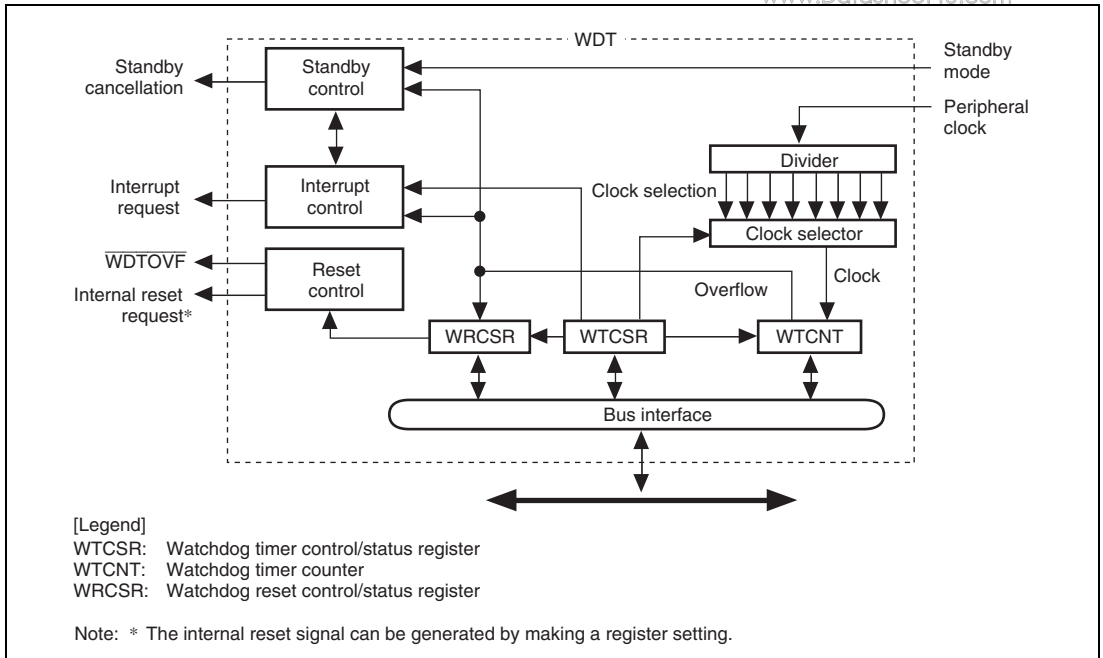 www.DataSheet4U.com
WDT
Standby
cancellation
Standby
control
Standby
mode
Peripheral
clock
Divider
Interrupt
request
Interrupt
control
Clock selection
Clock selector
WDTOVF
Internal reset
request*
Reset
control
Overflow
Clock
WRCSR
WTCSR
WTCNT
Bus interface
[Legend]
WTCSR: Watchdog timer control/status register
WTCNT: Watchdog timer counter
WRCSR: Watchdog reset control/status register
Note: * The internal reset signal can be generated by making a register setting.